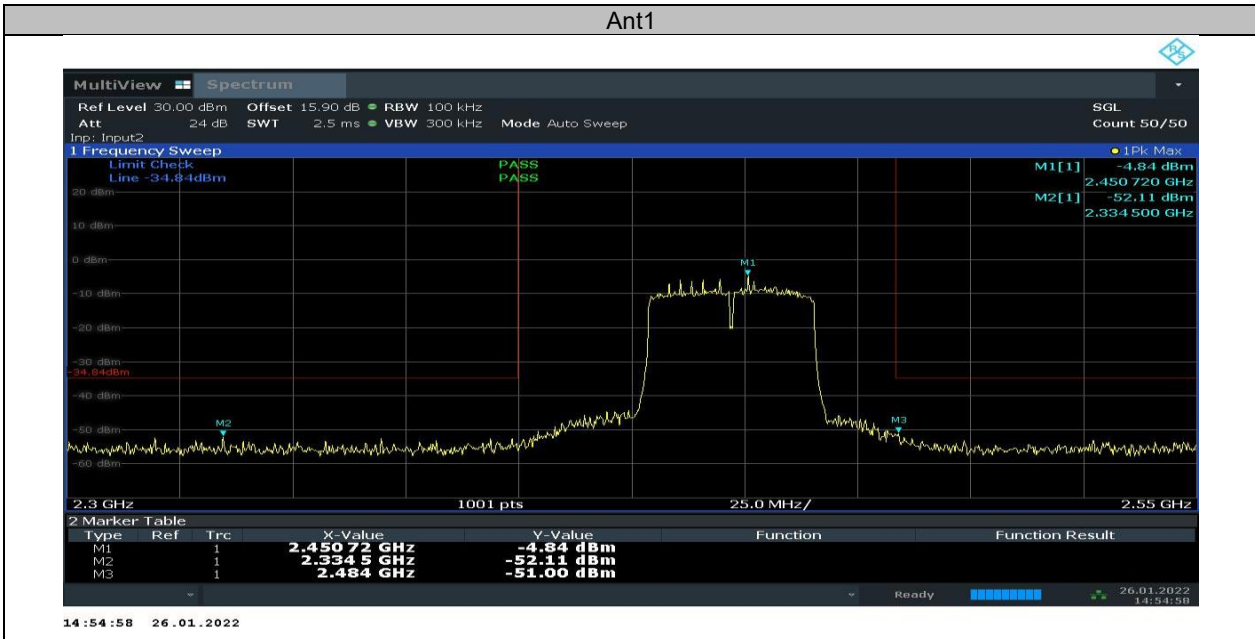 Ant1
R&S
MultiView Spectrum
Ref Level 30.00 dBm Offset 15.90 dB RBW 100 kHz SGL
Att 24 dB SWT 2.5 ms VBW 300 kHz Mode Auto Sweep Count 50/50
Inp: Input2
1 Frequency Sweep 1Pk Max
Limit Check PASS M1[1] -4.84 dBm
Line -34.84dBm PASS 2.450 720 GHz
20 dBm M2[1] -52.11 dBm
2.334 500 GHz
10 dBm
0 dBm
M1
-10 dBm
-20 dBm
-30 dBm
-34.84dBm
-40 dBm
M2 M3
-50 dBm
-60 dBm
2.3 GHz 1001 pts 25.0 MHz/ 2.55 GHz
2 Marker Table
Type Ref Trc X-Value Y-Value Function Function Result
M1 1 2.450 72 GHz -4.84 dBm
M2 1 2.334 5 GHz -52.11 dBm
M3 1 2.484 GHz -51.00 dBm
Ready 26.01.2022
14:54:58
14:54:58 26.01.2022